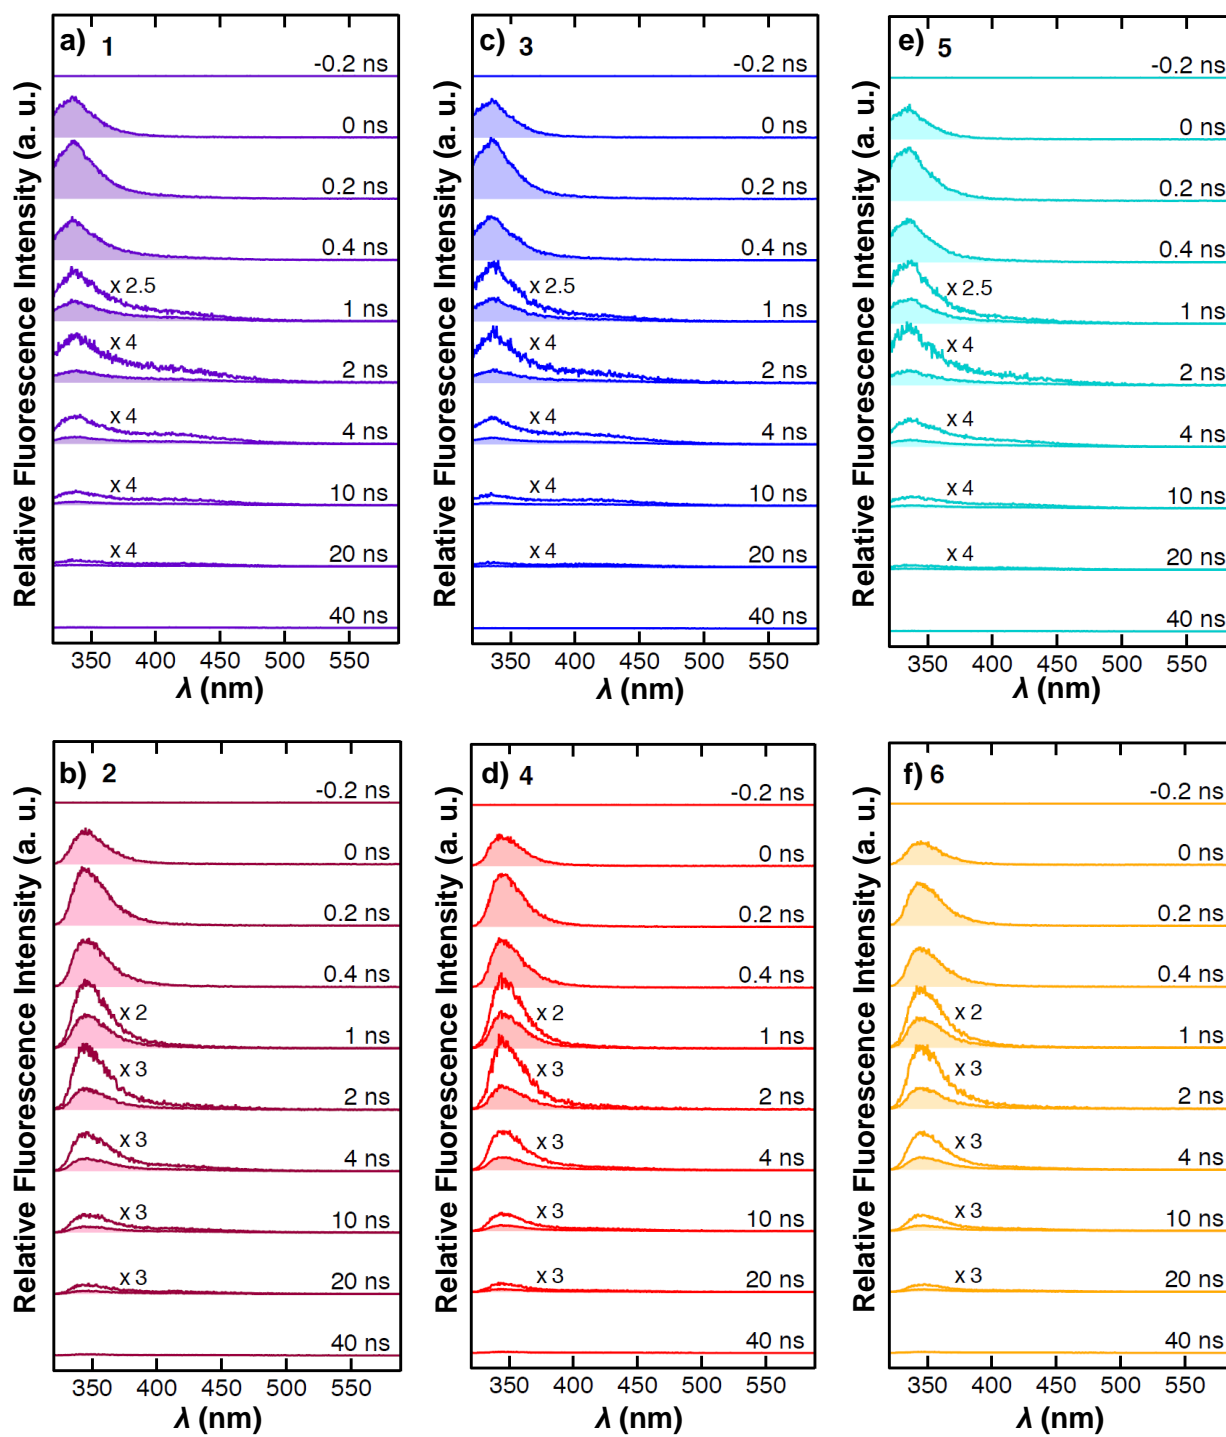 a) 1
-0.2 ns
0 ns
0.2 ns
0.4 ns
x 2.5
1 ns
x 4
2 ns
x 4
4 ns
x 4
10 ns
x 4
20 ns
40 ns
350 400 450 500 550
λ (nm)
Relative Fluorescence Intensity (a. u.)
c) 3
-0.2 ns
0 ns
0.2 ns
0.4 ns
x 2.5
1 ns
x 4
2 ns
x 4
4 ns
x 4
10 ns
x 4
20 ns
40 ns
350 400 450 500 550
λ (nm)
Relative Fluorescence Intensity (a. u.)
e) 5
-0.2 ns
0 ns
0.2 ns
0.4 ns
x 2.5
1 ns
x 4
2 ns
x 4
4 ns
x 4
10 ns
x 4
20 ns
40 ns
350 400 450 500 550
λ (nm)
Relative Fluorescence Intensity (a. u.)
b) 2
-0.2 ns
0 ns
0.2 ns
0.4 ns
x 2
1 ns
x 3
2 ns
x 3
4 ns
x 3
10 ns
x 3
20 ns
40 ns
350 400 450 500 550
λ (nm)
Relative Fluorescence Intensity (a. u.)
d) 4
-0.2 ns
0 ns
0.2 ns
0.4 ns
x 2
1 ns
x 3
2 ns
x 3
4 ns
x 3
10 ns
x 3
20 ns
40 ns
350 400 450 500 550
λ (nm)
Relative Fluorescence Intensity (a. u.)
f) 6
-0.2 ns
0 ns
0.2 ns
0.4 ns
x 2
1 ns
x 3
2 ns
x 3
4 ns
x 3
10 ns
x 3
20 ns
40 ns
350 400 450 500 550
λ (nm)
Relative Fluorescence Intensity (a. u.)